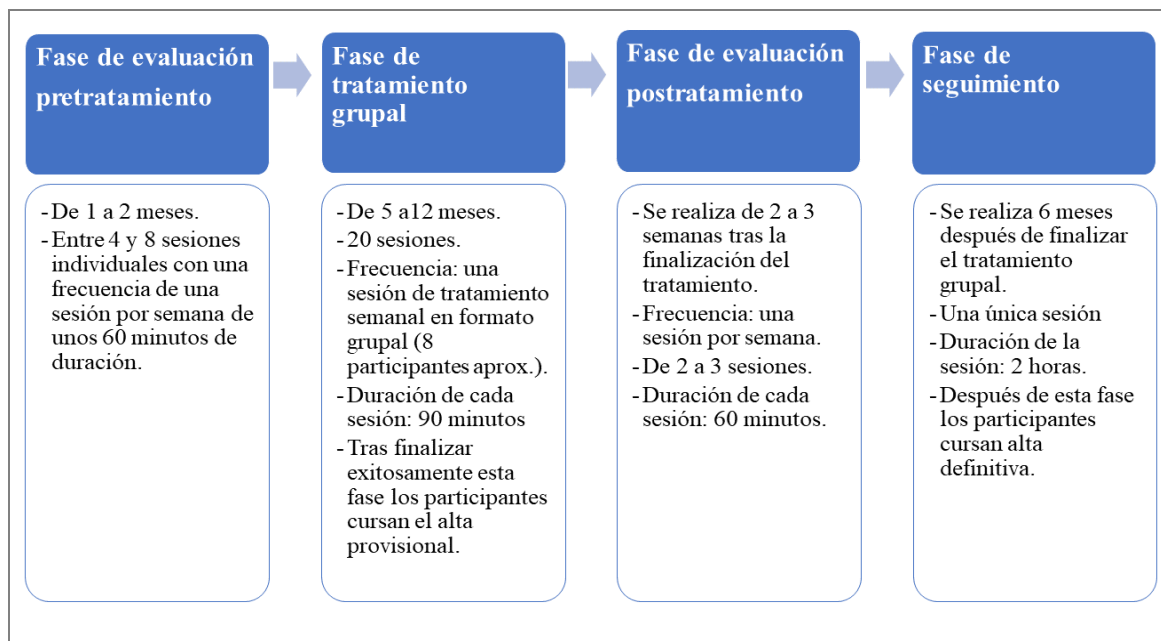 Fase de evaluación
pretratamiento
- De 1 a 2 meses.
- Entre 4 y 8 sesiones
individuales con una
frecuencia de una
sesión por semana de
unos 60 minutos de
duración.
Fase de
tratamiento
grupal
- De 5 a12 meses.
- 20 sesiones.
- Frecuencia: una
sesión de tratamiento
semanal en formato
grupal (8
participantes aprox.).
- Duración de cada
sesión: 90 minutos
- Tras finalizar
exitosamente esta
fase los participantes
cursan el alta
provisional.
Fase de evaluación
postratamiento
- Se realiza de 2 a 3
semanas tras la
finalización del
tratamiento.
- Frecuencia: una
sesión por semana.
- De 2 a 3 sesiones.
- Duración de cada
sesión: 60 minutos.
Fase de
seguimiento
- Se realiza 6 meses
después de finalizar
el tratamiento
grupal.
- Una única sesión
- Duración de la
sesión: 2 horas.
- Después de esta fase
los participantes
cursan alta
definitiva.